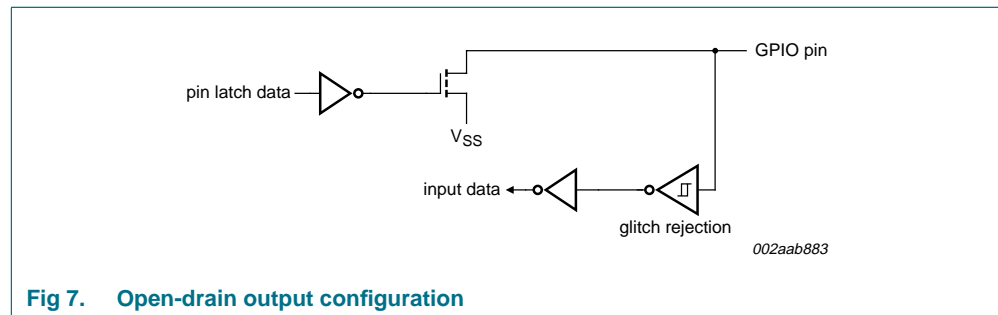 GPIO pin
pin latch data
VSS
input data
glitch rejection
002aab883
Fig 7. Open-drain output configuration